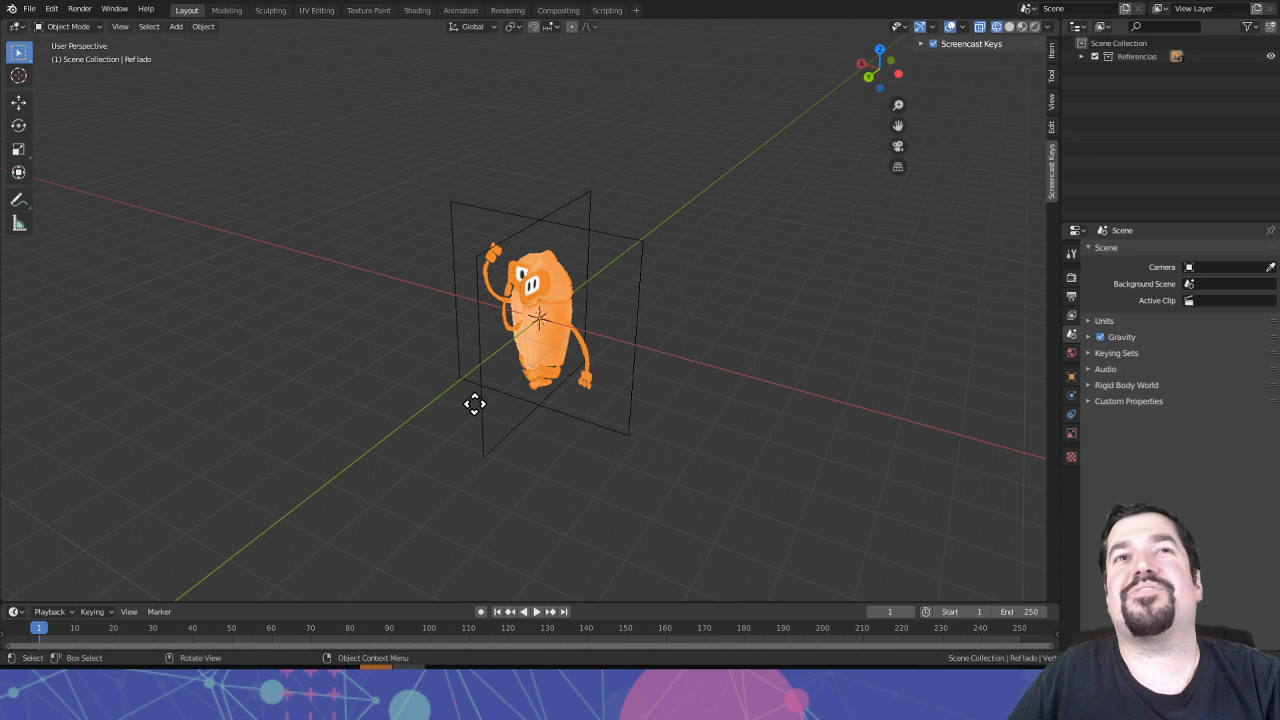 File Edit Render Window Help Layout Modeling Sculpting UV Editing Texture Paint Shading Animation Rendering Compositing Scripting + Scene View Layer
Object Mode View Select Add Object Global
User Perspective
(1) Scene Collection | Ref lado
Screencast Keys
Z
X
Y
Item
Tool
View
Edit
Screencast Keys
Scene Collection
Referencias
Scene
Scene
Camera
Background Scene
Active Clip
Units
Gravity
Keying Sets
Audio
Rigid Body World
Custom Properties
Playback Keying View Marker 1 Start 1 End 250
1 10 20 30 40 50 60 70 80 90 100 110 120 130 140 150 160 170 180 190 200 210 220 230 240 250
Select Box Select Rotate View Object Context Menu Scene Collection | Ref lado | Vert